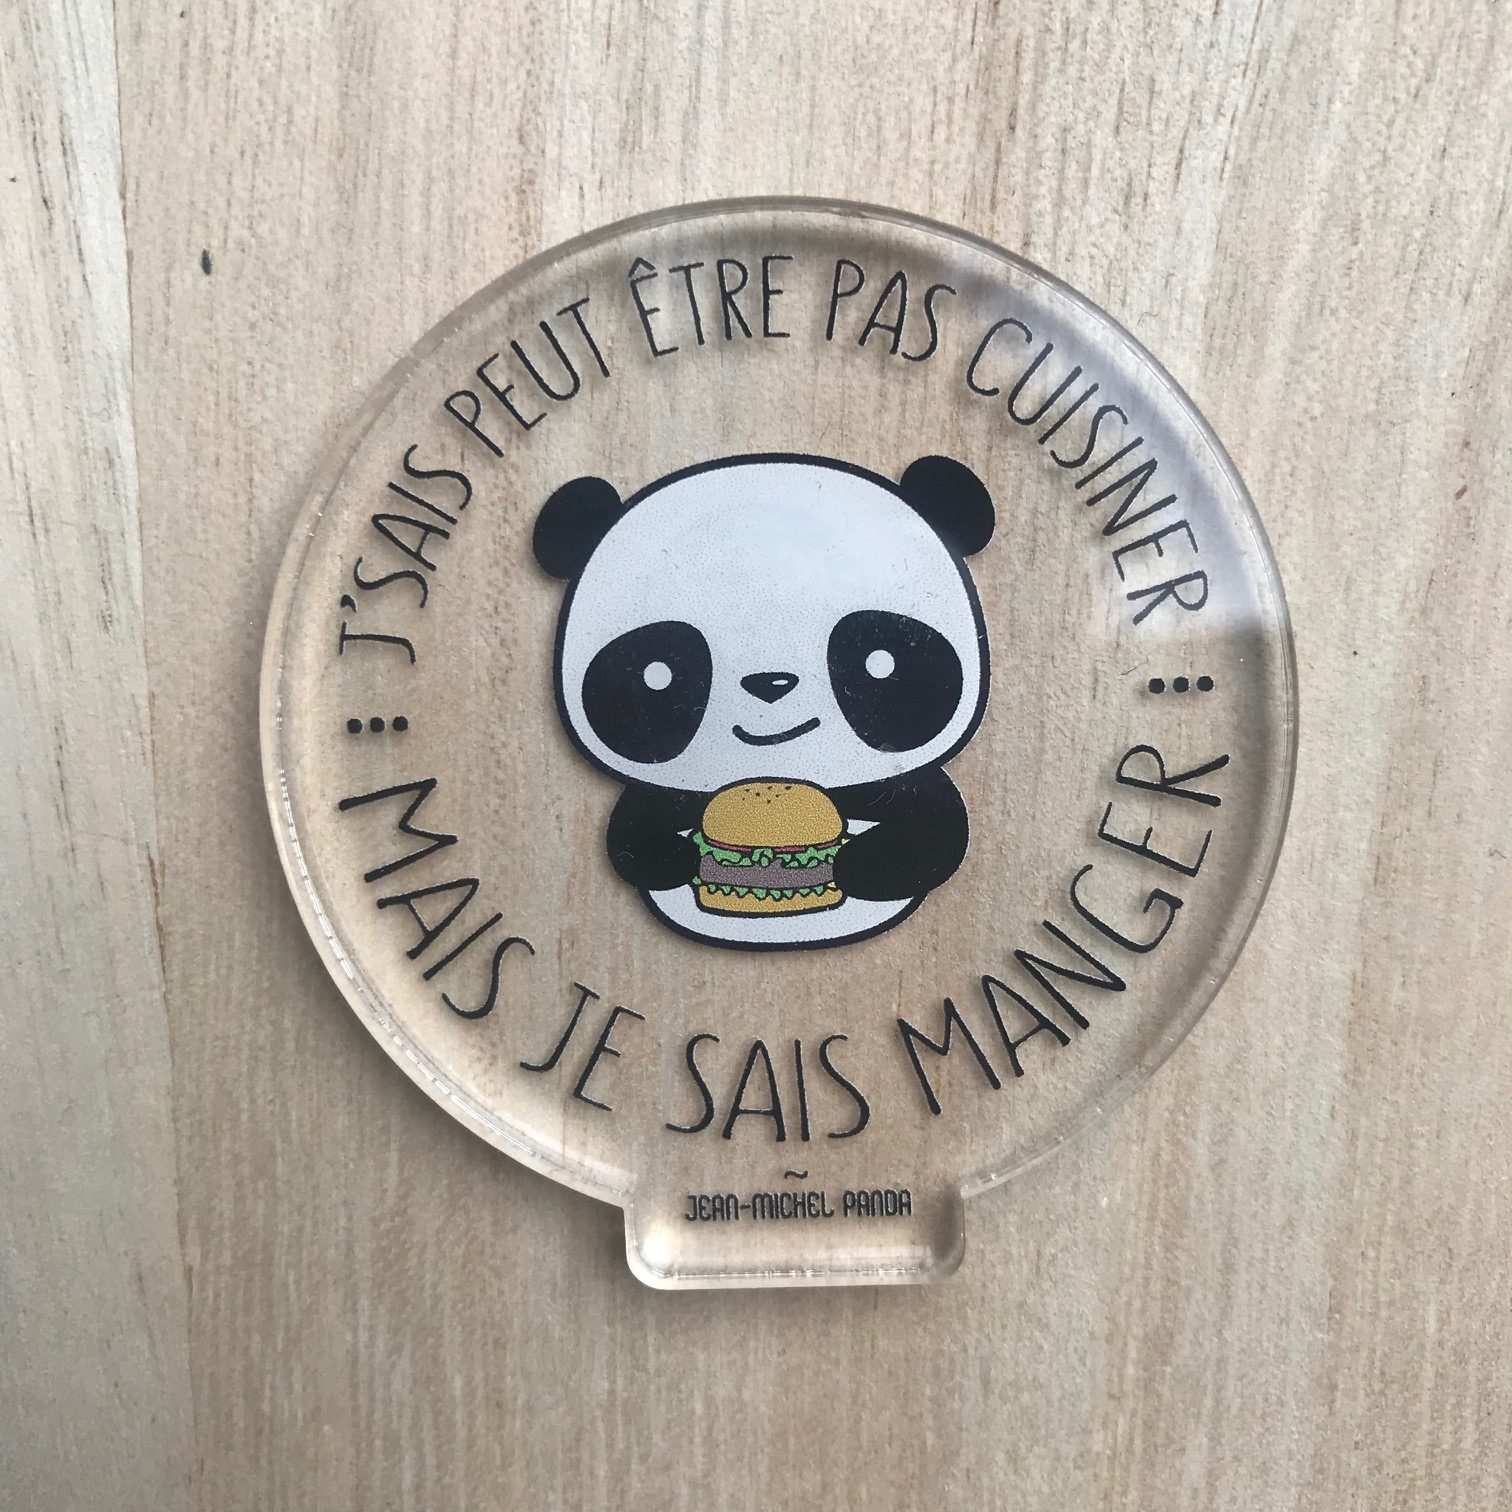 J'SAIS PEUT ÊTRE PAS CUISINER ...
... MAIS JE SAIS MANGER
~
JEAN-MICHEL PANDA